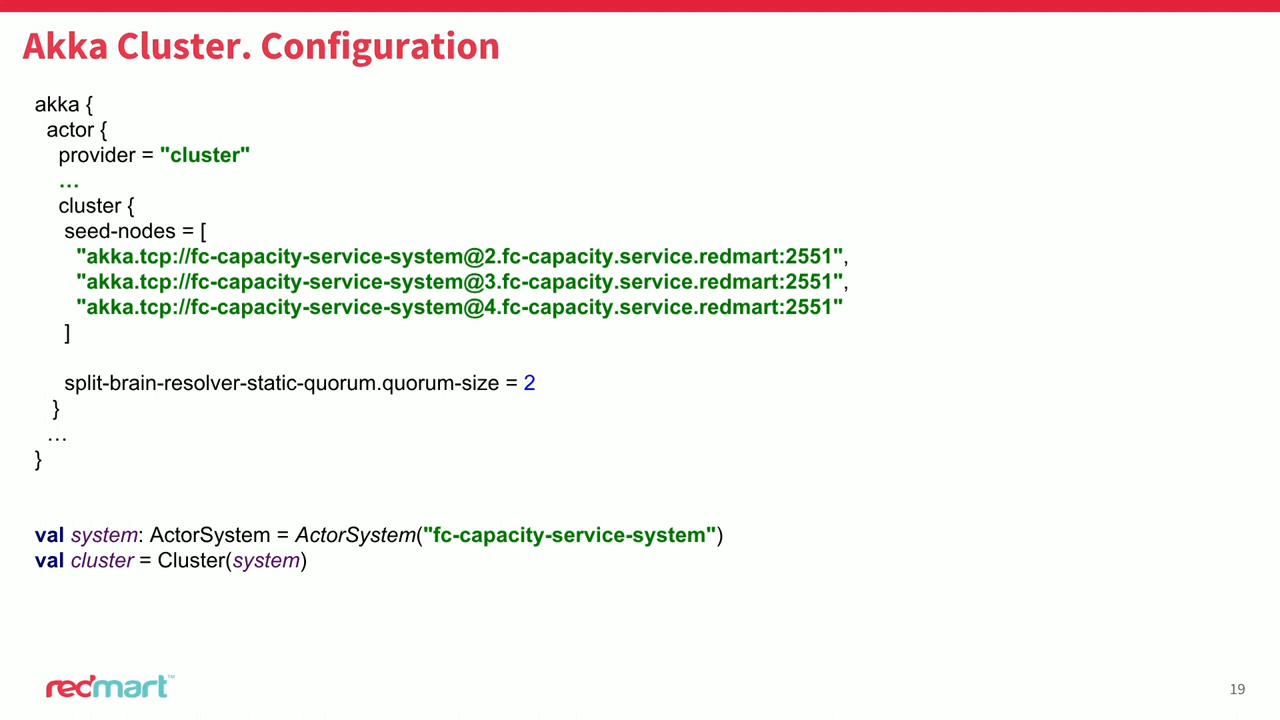 Akka Cluster. Configuration
akka {
actor {
provider = "cluster"
…
cluster {
seed-nodes = [
"akka.tcp://fc-capacity-service-system@2.fc-capacity.service.redmart:2551",
"akka.tcp://fc-capacity-service-system@3.fc-capacity.service.redmart:2551",
"akka.tcp://fc-capacity-service-system@4.fc-capacity.service.redmart:2551"
]
split-brain-resolver-static-quorum.quorum-size = 2
}
…
}
val system: ActorSystem = ActorSystem("fc-capacity-service-system")
val cluster = Cluster(system)
redmart™
19